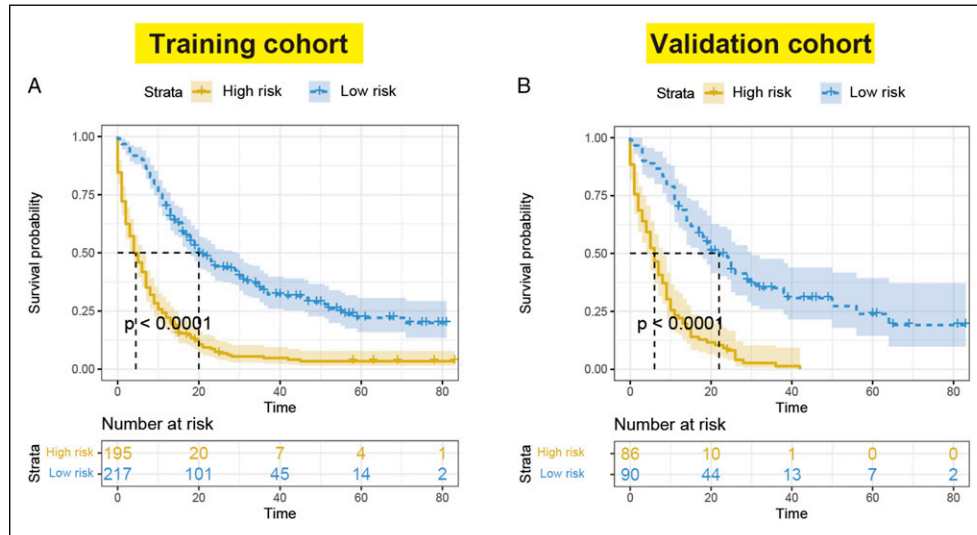 Training cohort
A
Strata High risk Low risk
Survival probability
1.00
0.75
0.50
0.25
0.00
p < 0.0001
0 20 40 60 80
Time
Number at risk
Strata
High risk 195 20 7 4 1
Low risk 217 101 45 14 2
0 20 40 60 80
Time
Validation cohort
B
Strata High risk Low risk
Survival probability
1.00
0.75
0.50
0.25
0.00
p < 0.0001
0 20 40 60 80
Time
Number at risk
Strata
High risk 86 10 1 0 0
Low risk 90 44 13 7 2
0 20 40 60 80
Time